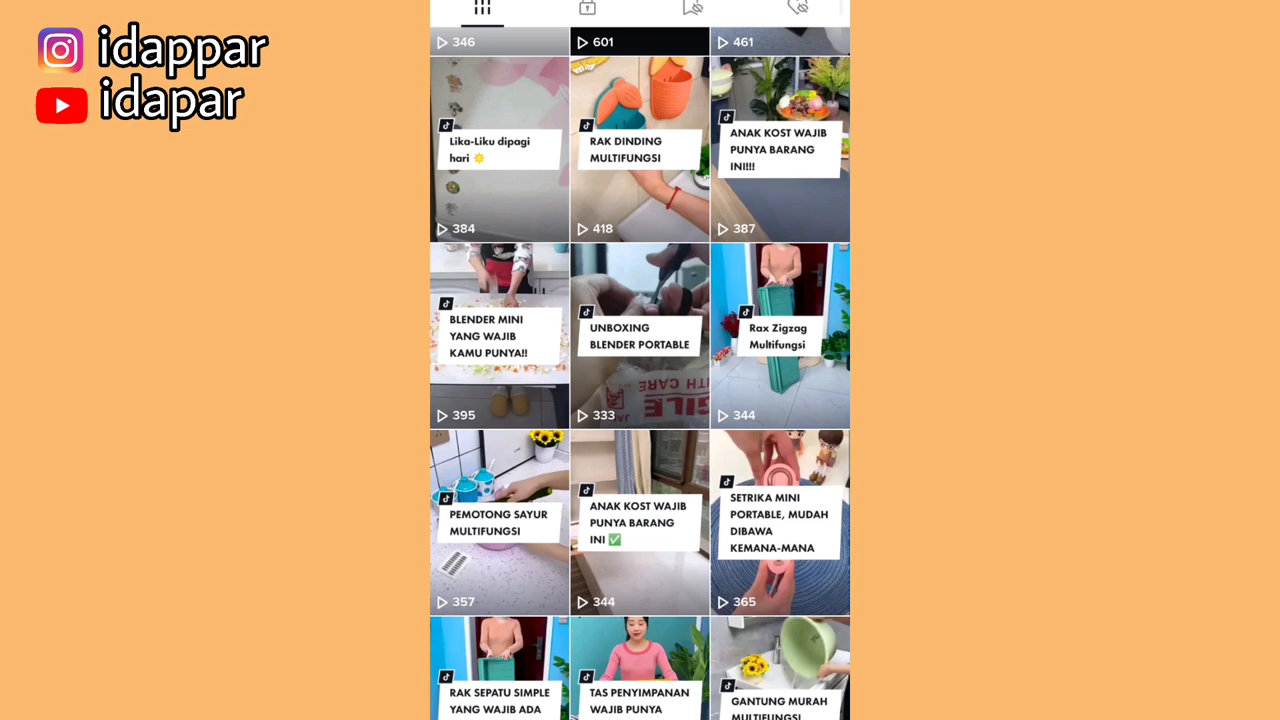 idappar
idapar
346
601
461
Lika-Liku dipagi
hari
384
RAK DINDING
MULTIFUNGSI
418
ANAK KOST WAJIB
PUNYA BARANG
INI!!!
387
BLENDER MINI
YANG WAJIB
KAMU PUNYA!!
395
UNBOXING
BLENDER PORTABLE
WITH CARE
333
Rax Zigzag
Multifungsi
344
PEMOTONG SAYUR
MULTIFUNGSI
357
ANAK KOST WAJIB
PUNYA BARANG
INI ✅
344
SETRIKA MINI
PORTABLE, MUDAH
DIBAWA
KEMANA-MANA
365
RAK SEPATU SIMPLE
YANG WAJIB ADA
TAS PENYIMPANAN
WAJIB PUNYA
GANTUNG MURAH
MULTIFUNGSI